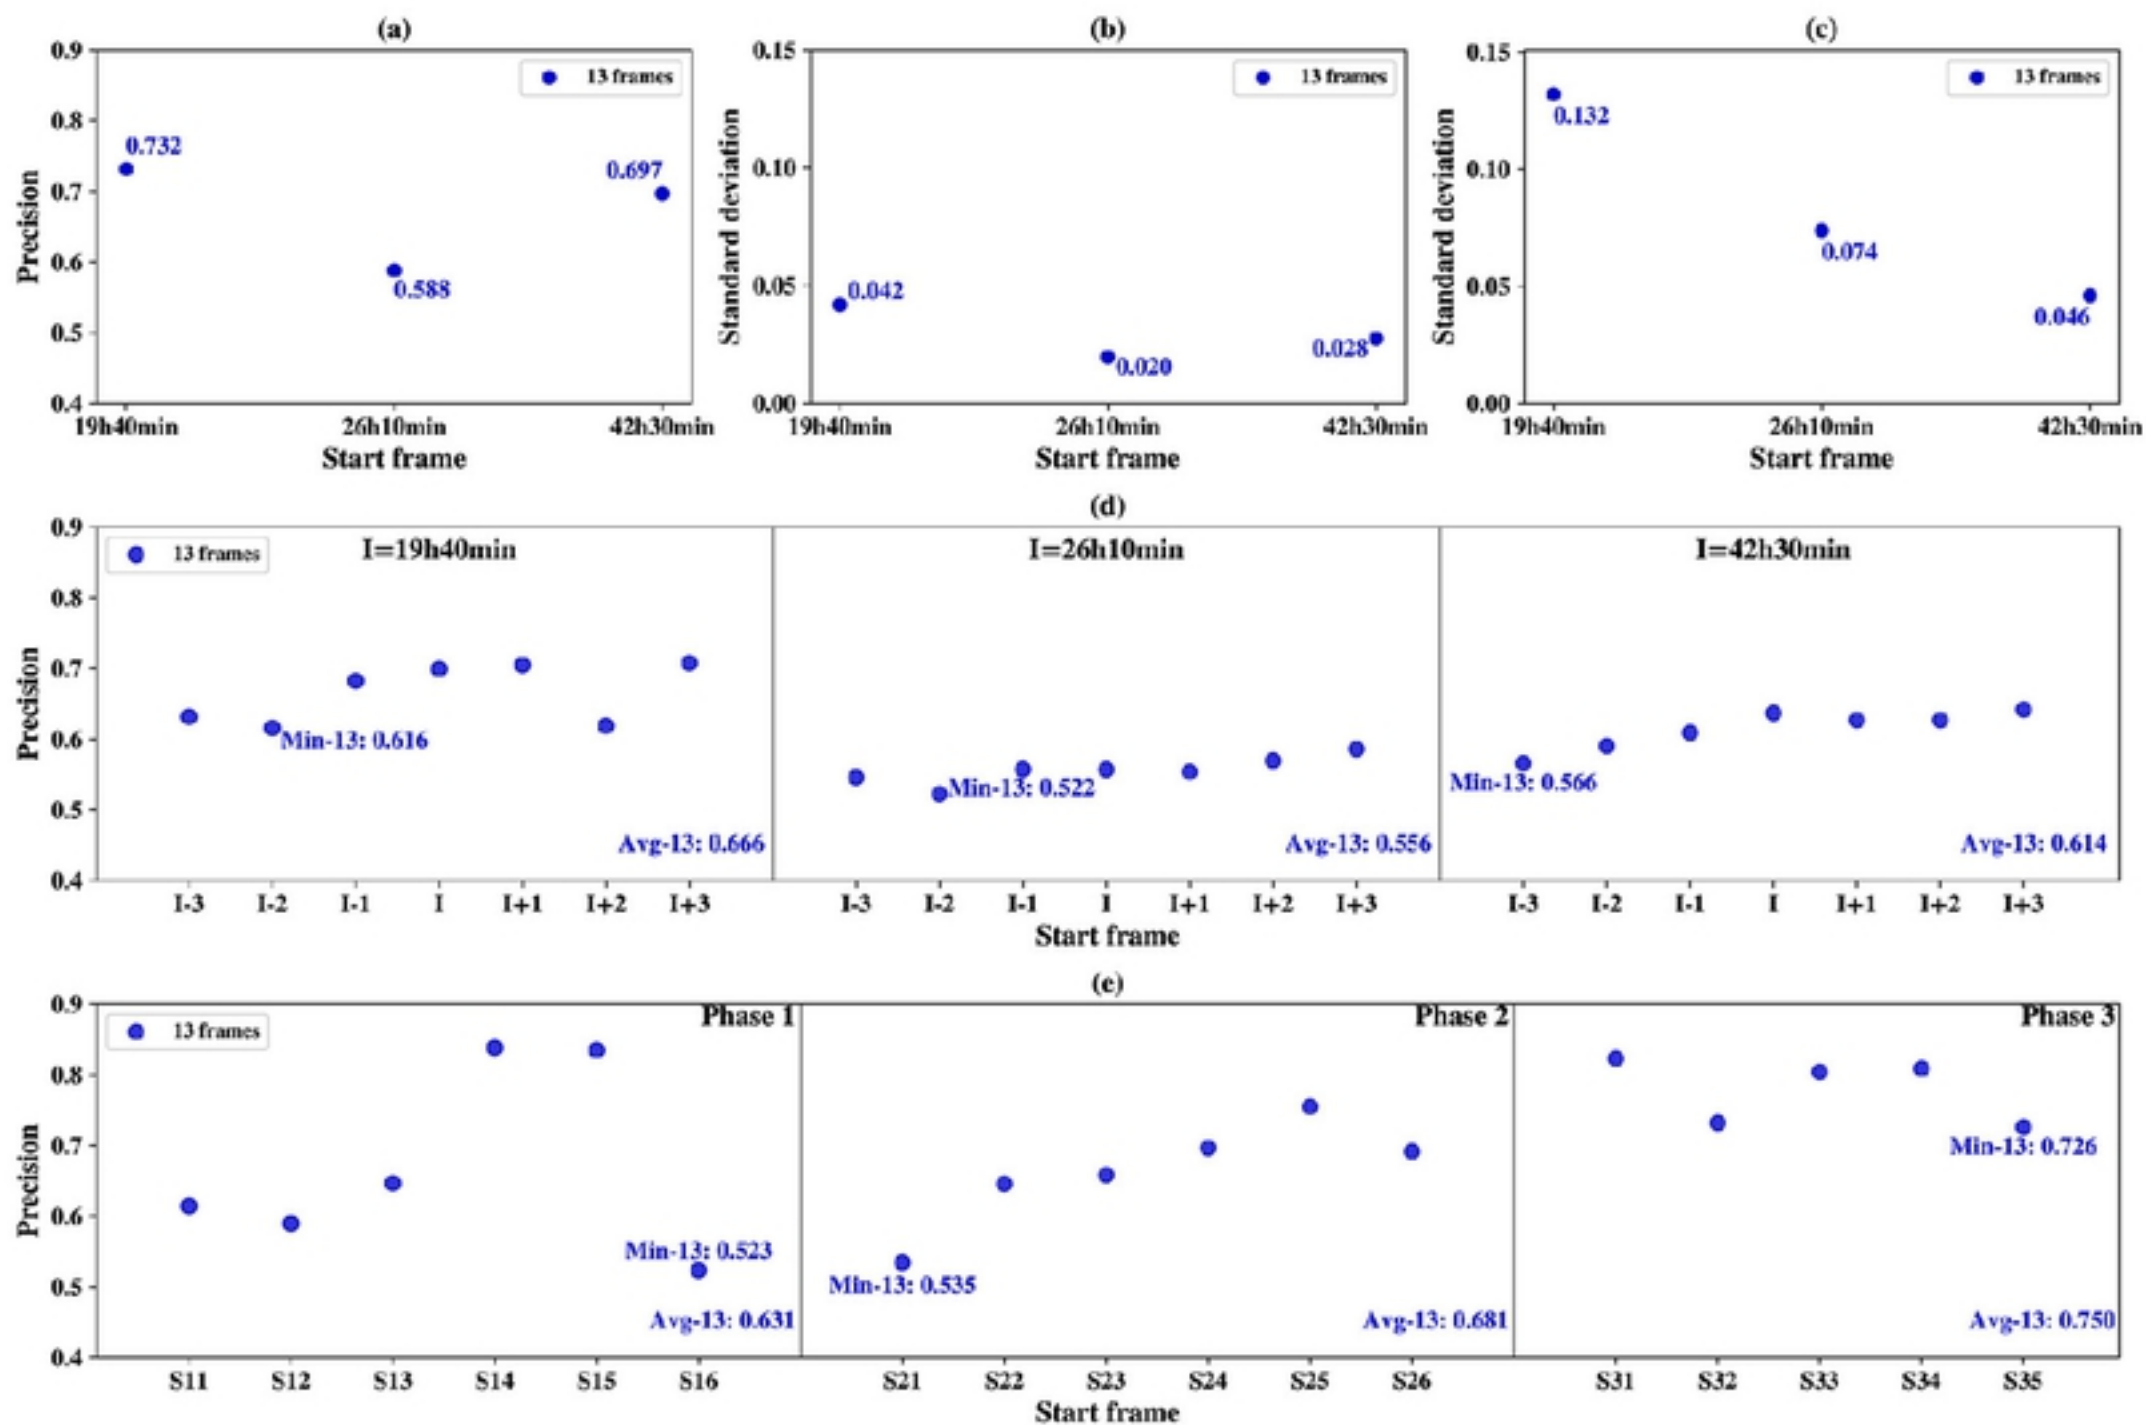 (a)
0.9
0.8
0.7
0.6
0.5
0.4
Precision
13 frames
0.732
0.588
0.697
19h40min
26h10min
42h30min
Start frame
(b)
0.15
0.10
0.05
0.00
Standard deviation
13 frames
0.042
0.020
0.028
19h40min
26h10min
42h30min
Start frame
(c)
0.15
0.10
0.05
0.00
Standard deviation
13 frames
0.132
0.074
0.046
19h40min
26h10min
42h30min
Start frame
(d)
0.9
0.8
0.7
0.6
0.5
0.4
Precision
13 frames
I=19h40min
Min-13: 0.616
Avg-13: 0.666
I-3
I-2
I-1
I
I+1
I+2
I+3
I=26h10min
Min-13: 0.522
Avg-13: 0.556
I-3
I-2
I-1
I
I+1
I+2
I+3
I=42h30min
Min-13: 0.566
Avg-13: 0.614
I-3
I-2
I-1
I
I+1
I+2
I+3
Start frame
(e)
0.9
0.8
0.7
0.6
0.5
0.4
Precision
13 frames
Phase 1
Min-13: 0.523
Avg-13: 0.631
S11
S12
S13
S14
S15
S16
Phase 2
Min-13: 0.535
Avg-13: 0.681
S21
S22
S23
S24
S25
S26
Phase 3
Min-13: 0.726
Avg-13: 0.750
S31
S32
S33
S34
S35
Start frame